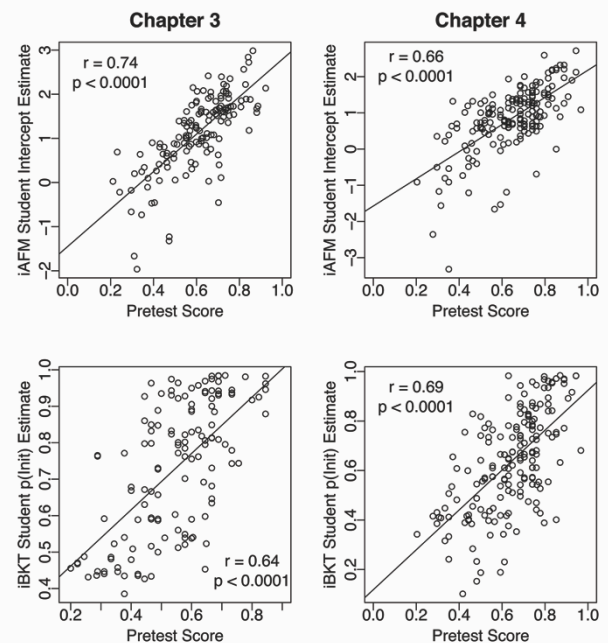 Chapter 3
Chapter 4
iAFM Student Intercept Estimate
3
2
1
0
−1
−2
r = 0.74
p < 0.0001
0.0 0.2 0.4 0.6 0.8 1.0
Pretest Score
iAFM Student Intercept Estimate
2
1
0
−1
−2
−3
r = 0.66
p < 0.0001
0.0 0.2 0.4 0.6 0.8 1.0
Pretest Score
iBKT Student p(Init) Estimate
1.0
0.9
0.8
0.7
0.6
0.5
0.4
r = 0.64
p < 0.0001
0.2 0.4 0.6 0.8
Pretest Score
iBKT Student p(Init) Estimate
1.0
0.8
0.6
0.4
0.2
r = 0.69
p < 0.0001
0.0 0.2 0.4 0.6 0.8 1.0
Pretest Score